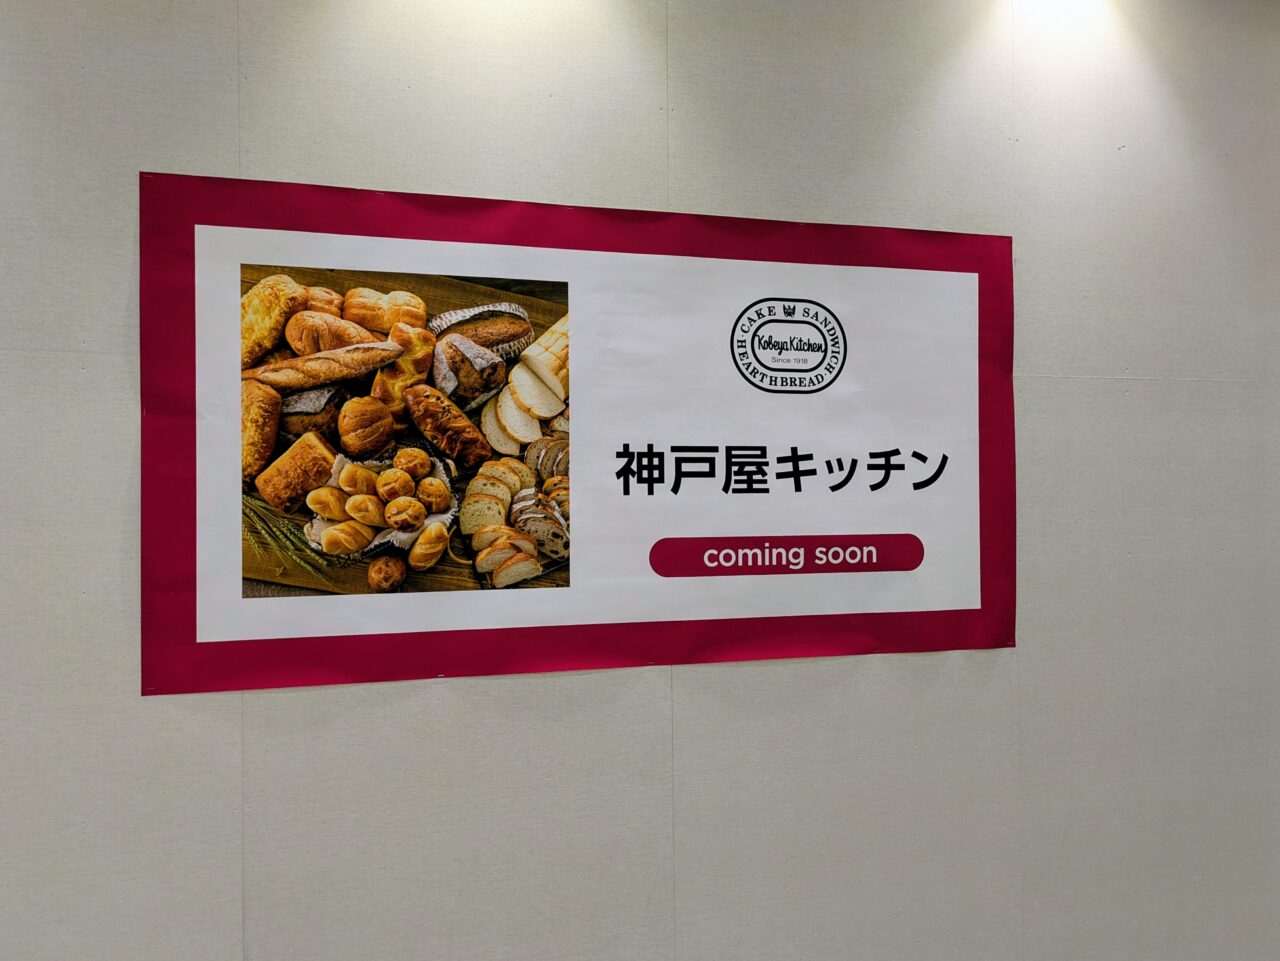 CAKE SANDWICH
Kobeya Kitchen
Since 1918
HEARTH BREAD
神戸屋キッチン
coming soon